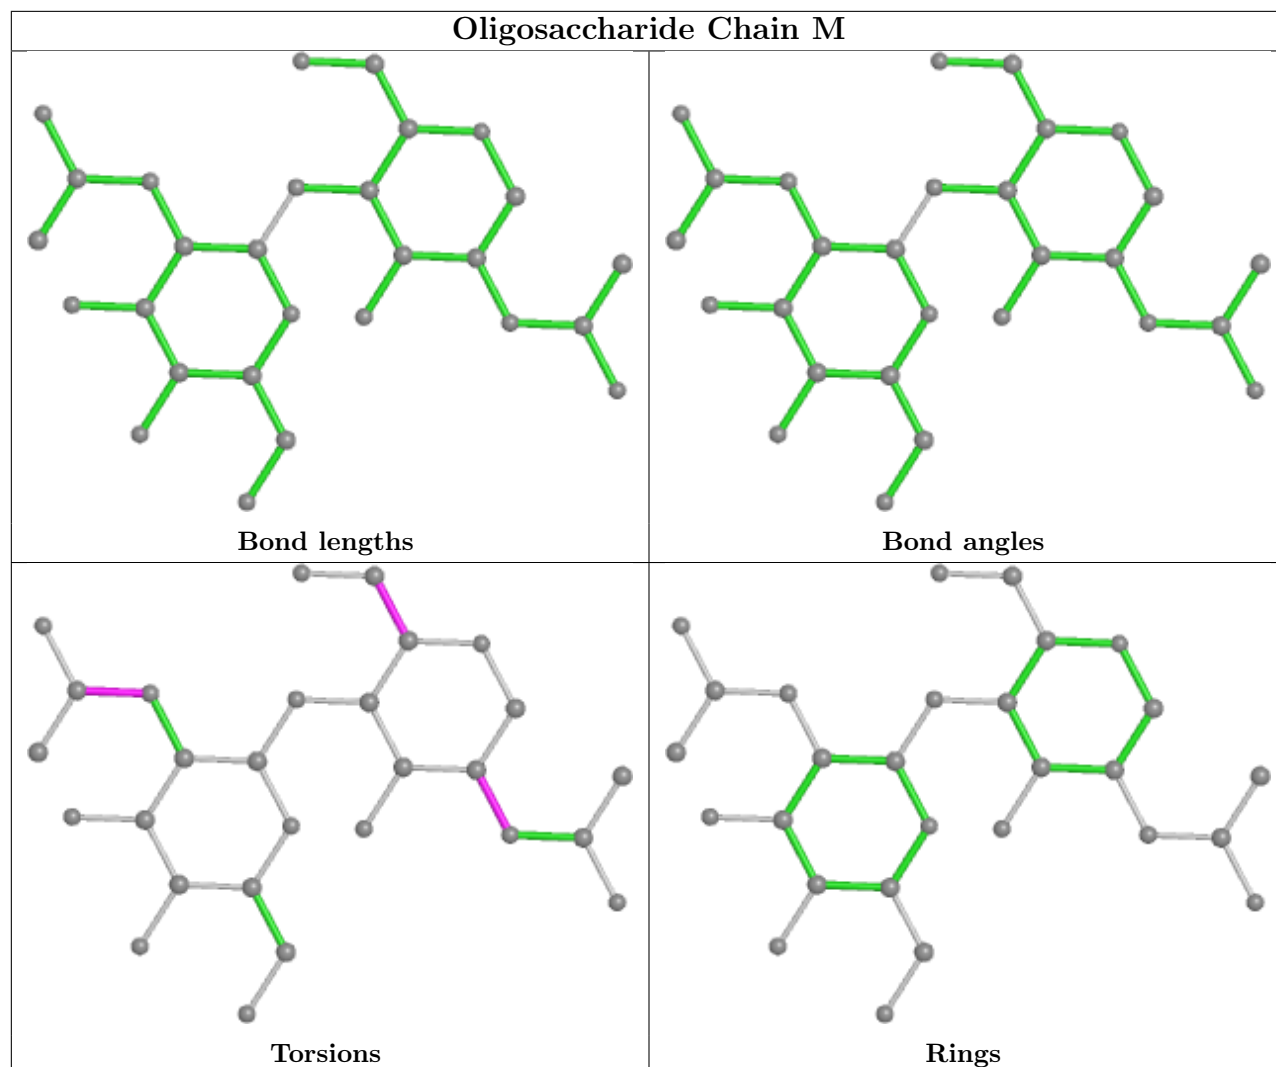 Oligosaccharide Chain M
Bond lengths
Bond angles
Torsions
Rings